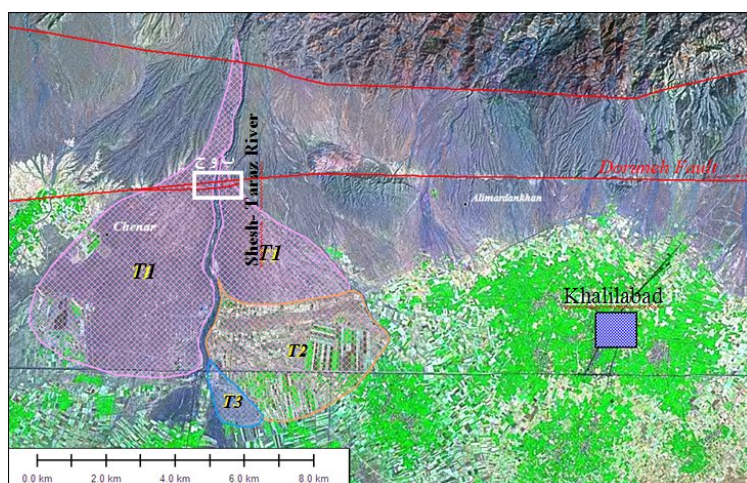 ب و ج
Shesh- Taraz River
Doruneh Fault
Alimardankhan
Chenar
T1
T1
Khalilabad
T2
T3
0.0 km 2.0 km 4.0 km 6.0 km 8.0 km